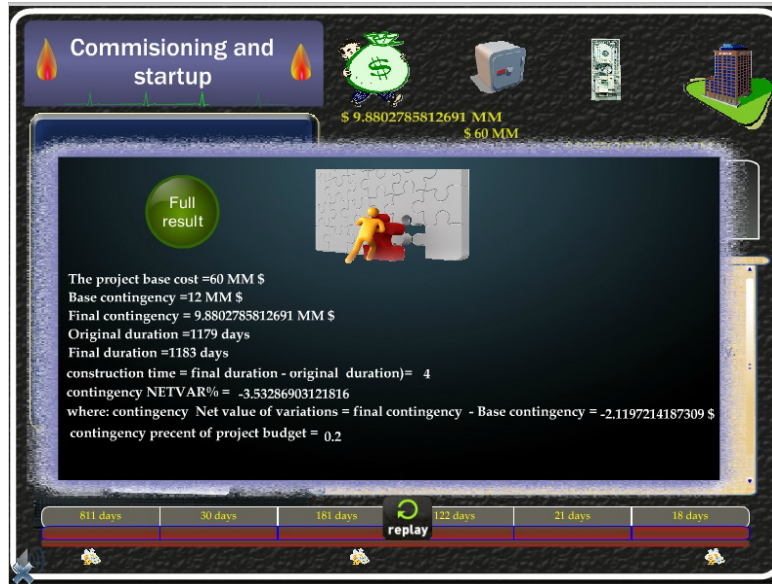 Commisioning and
startup
$ 9.8802785812691 MM
$ 60 MM
Full
result
The project base cost =60 MM $
Base contingency =12 MM $
Final contingency = 9.8802785812691 MM $
Original duration =1179 days
Final duration =1183 days
construction time = final duration - original duration)= 4
contingency NETVAR% = -3.53286903121816
where: contingency Net value of variations = final contingency - Base contingency = -2.1197214187309 $
contingency precent of project budget = 0.2
811 days 30 days 181 days 122 days 21 days 18 days
replay